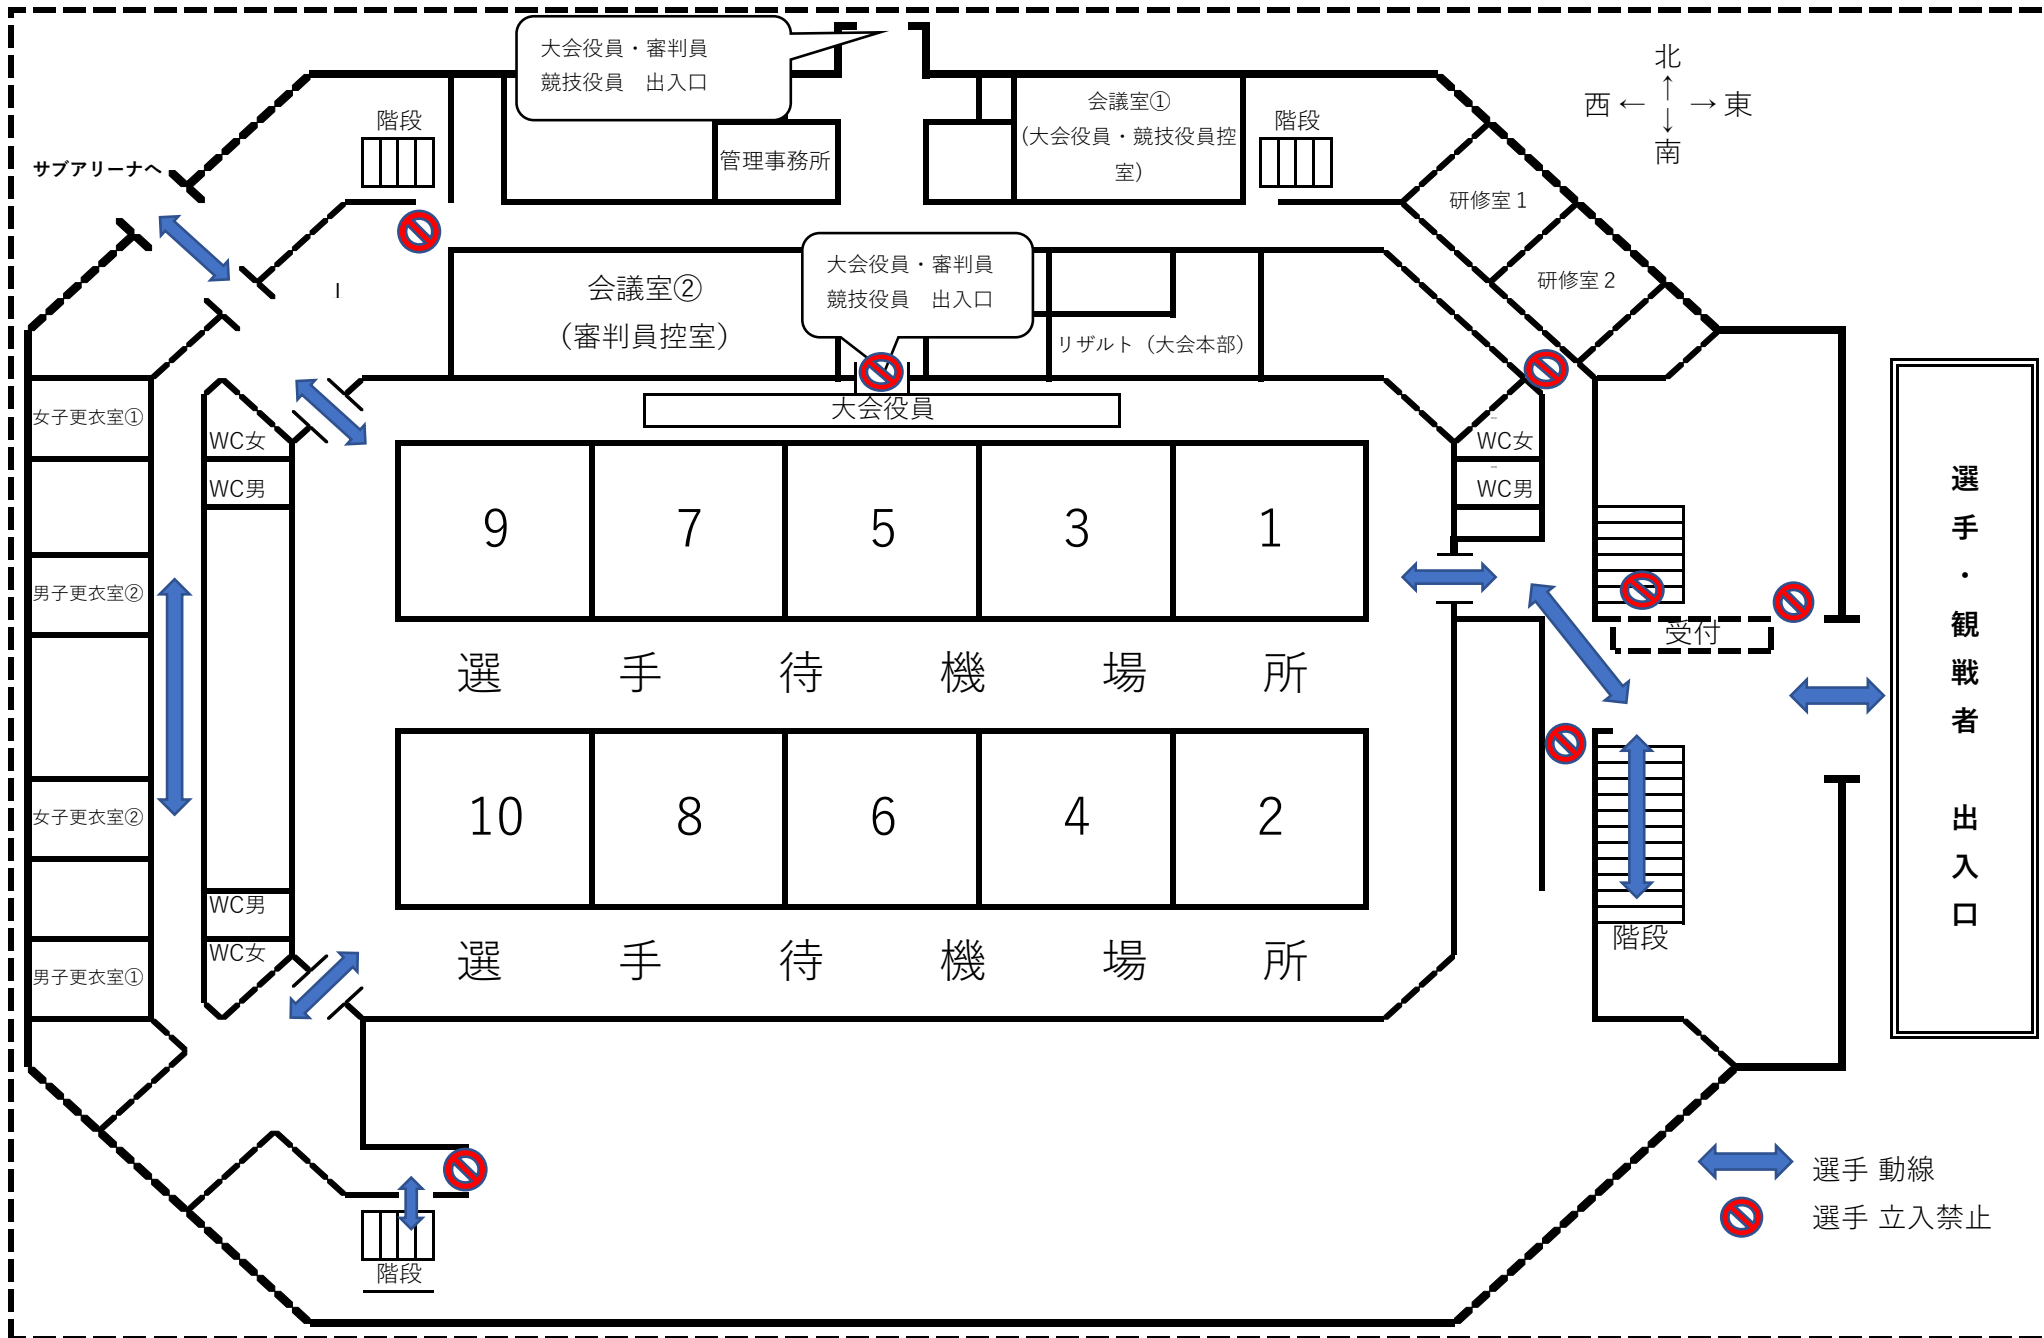 大会役員・審判員
競技役員　出入口
北
西 ← → 東
↑
↓
南
階段
管理事務所
会議室①
(大会役員・競技役員控
室)
階段
サブアリーナへ
研修室１
研修室２
会議室②
（審判員控室）
大会役員・審判員
競技役員　出入口
リザルト（大会本部）
大会役員
女子更衣室①
WC女
WC男
WC女
WC男
9
7
5
3
1
男子更衣室②
受付
選手待機場所
女子更衣室②
10
8
6
4
2
WC男
WC女
男子更衣室①
選手待機場所
階段
選手・観戦者　出入口
階段
選手 動線
選手 立入禁止